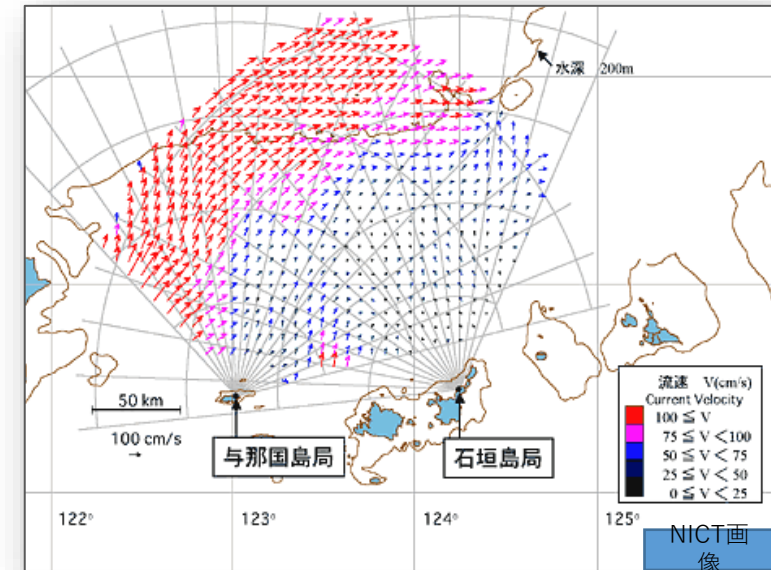 水深 200m
50 km
100 cm/s
→
与那国島局
石垣島局
流速 V(cm/s)
Current Velocity
100 ≦ V
75 ≦ V <100
50 ≦ V < 75
25 ≦ V < 50
0 ≦ V < 25
122°
123°
124°
125°
NICT画
像